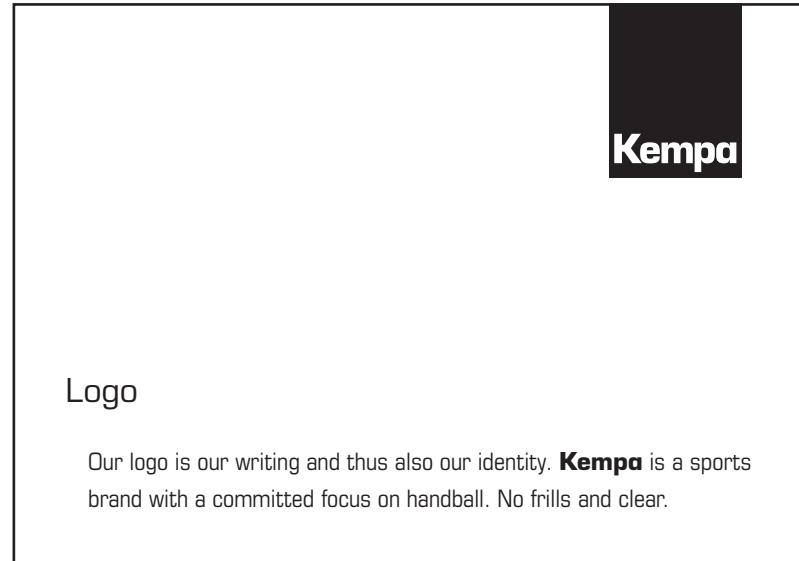 Kempa
Logo
Our logo is our writing and thus also our identity. Kempa is a sports
brand with a committed focus on handball. No frills and clear.